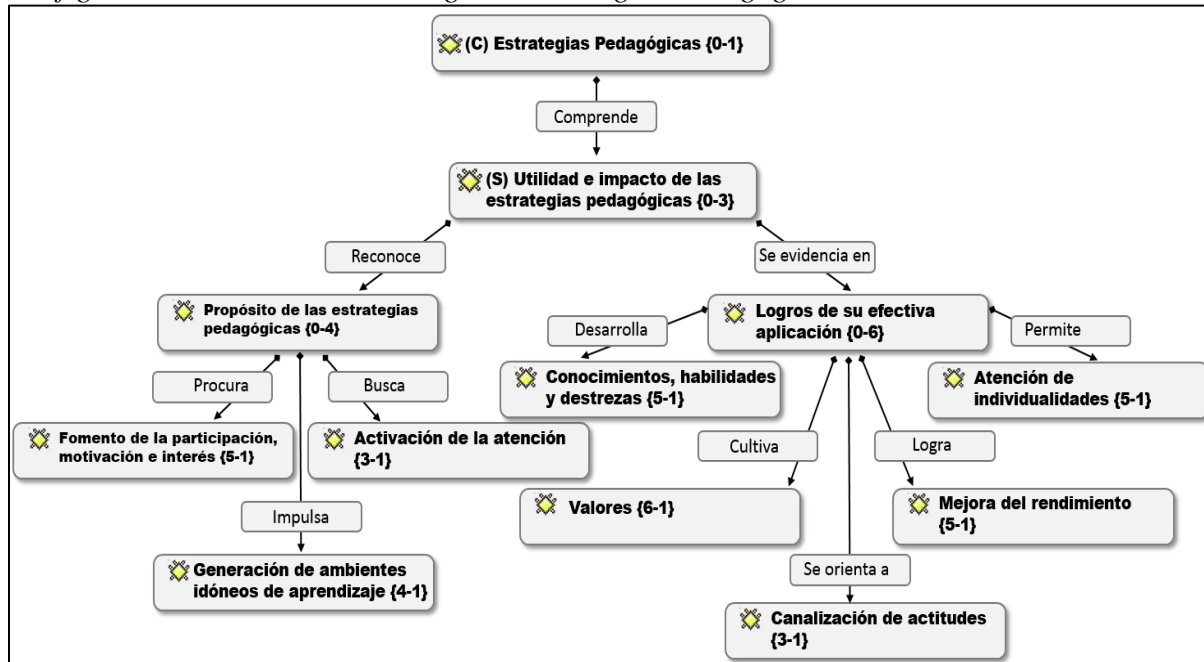 (C) Estrategias Pedagógicas {0-1}
Comprende
(S) Utilidad e impacto de las
estrategias pedagógicas {0-3}
Reconoce
Se evidencia en
Propósito de las estrategias
pedagógicas {0-4}
Logros de su efectiva
aplicación {0-6}
Desarrolla
Permite
Procura
Busca
Conocimientos, habilidades
y destrezas {5-1}
Atención de
individualidades {5-1}
Fomento de la participación,
motivación e interés {5-1}
Activación de la atención
{3-1}
Cultiva
Logra
Valores {6-1}
Mejora del rendimiento
{5-1}
Impulsa
Generación de ambientes
idóneos de aprendizaje {4-1}
Se orienta a
Canalización de actitudes
{3-1}